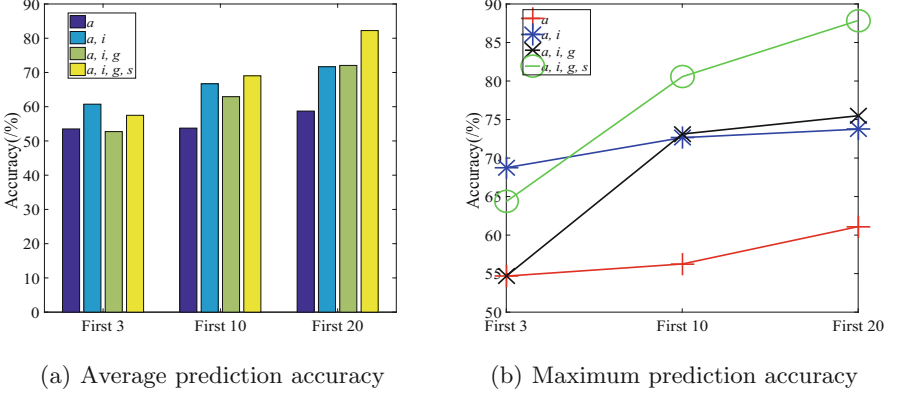 90
80
70
60
50
40
30
20
10
0
Accuracy(/%)
a
a, i
a, i, g
a, i, g, s
First 3
First 10
First 20
(a) Average prediction accuracy
90
85
80
75
70
65
60
55
50
Accuracy(/%)
a
a, i
a, i, g
a, i, g, s
First 3
First 10
First 20
(b) Maximum prediction accuracy